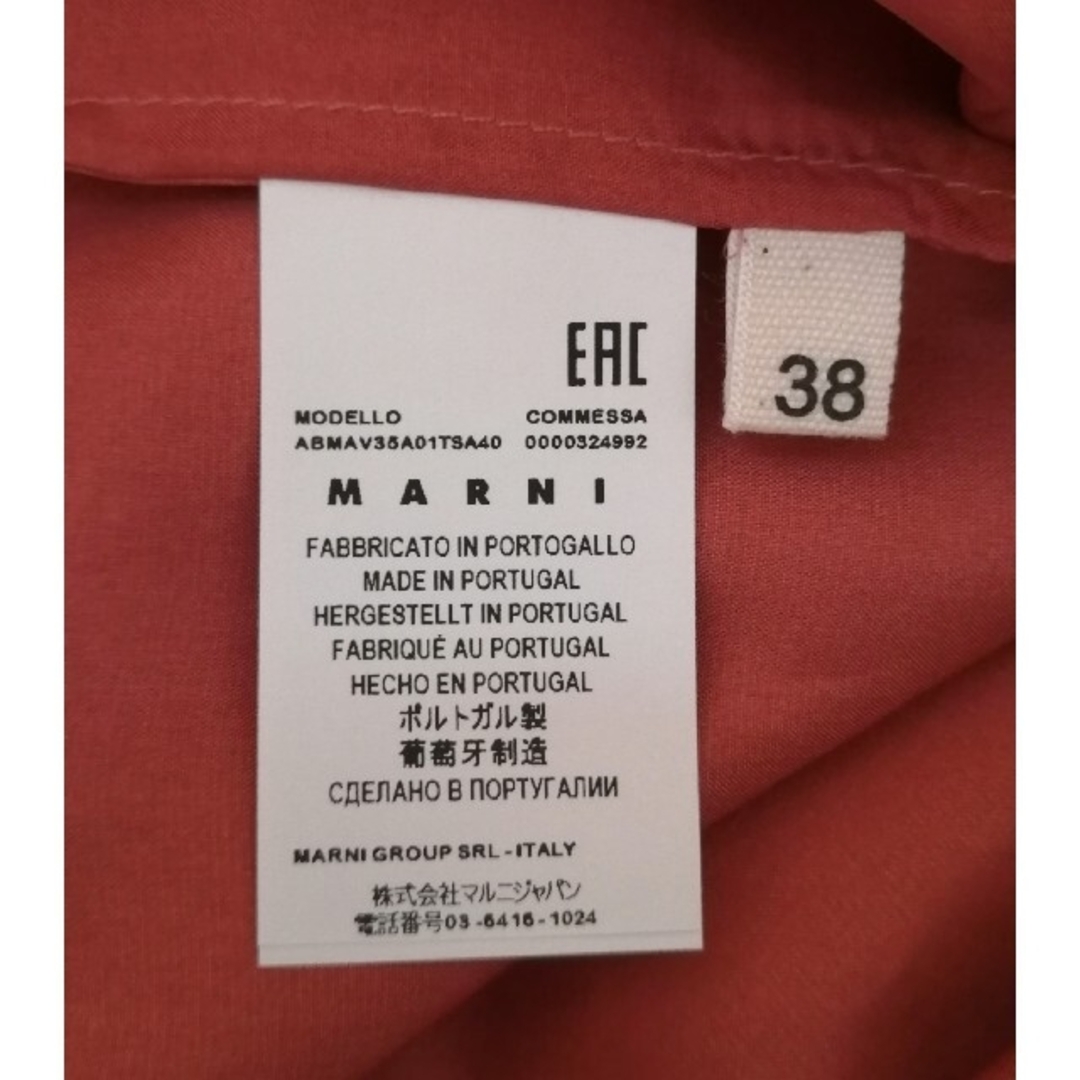 EAC
MODELLO COMMESSA
ABMAV35A01TSA40 0000324992
MARNI
FABBRICATO IN PORTOGALLO
MADE IN PORTUGAL
HERGESTELLT IN PORTUGAL
FABRIQUÉ AU PORTUGAL
HECHO EN PORTUGAL
ポルトガル製
葡萄牙制造
СДЕЛАНО В ПОРТУГАЛИИ
MARNI GROUP SRL - ITALY
株式会社マルニジャパン
電話番号03-6416-1024
38